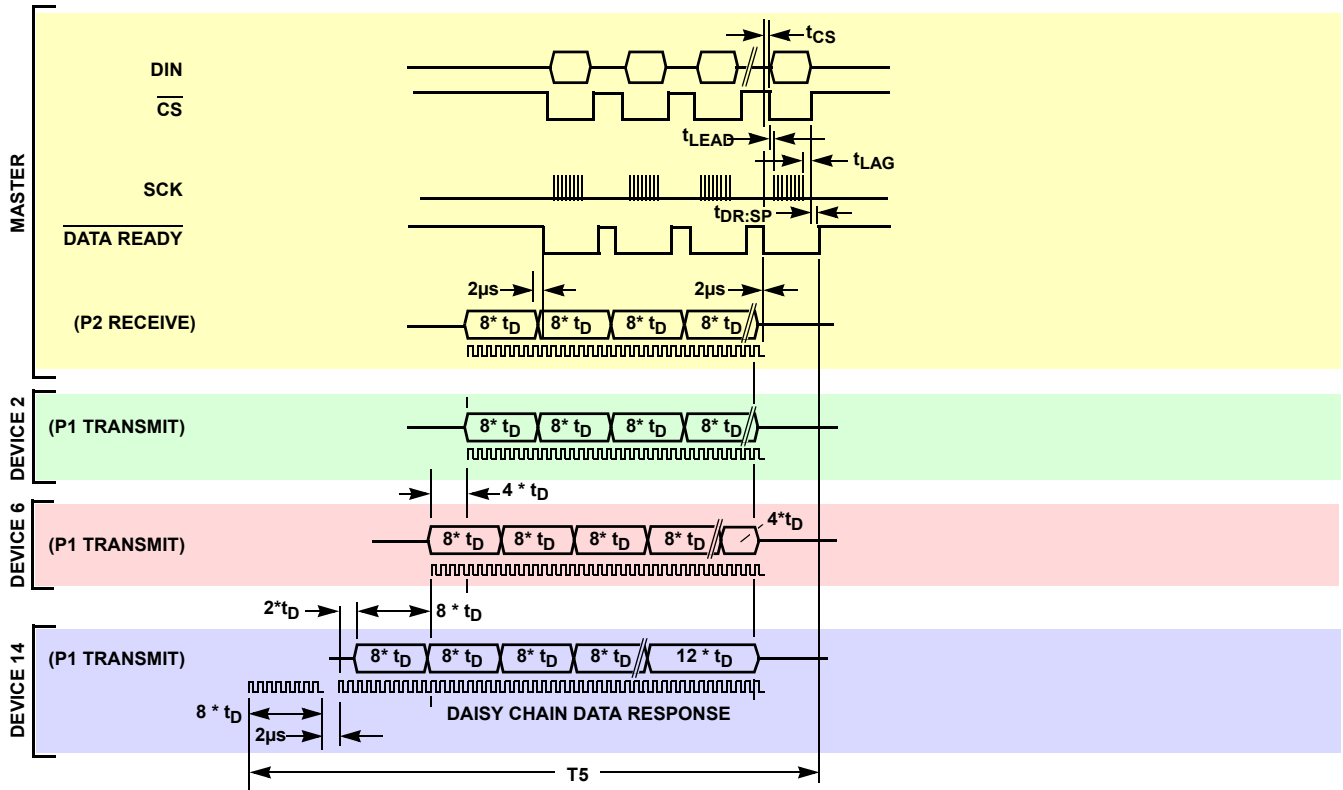 MASTER
tCS
DIN
CS
tLEAD
tLAG
SCK
tDR:SP
DATA READY
2µs
2µs
(P2 RECEIVE)
8* tD 8* tD 8* tD 8* tD
DEVICE 2
(P1 TRANSMIT)
8* tD 8* tD 8* tD 8* tD
4 * tD
DEVICE 6
(P1 TRANSMIT)
8* tD 8* tD 8* tD 8* tD
4*tD
2*tD
8 * tD
DEVICE 14
(P1 TRANSMIT)
8* tD 8* tD 8* tD 8* tD 12 * tD
8 * tD
DAISY CHAIN DATA RESPONSE
2µs
T5